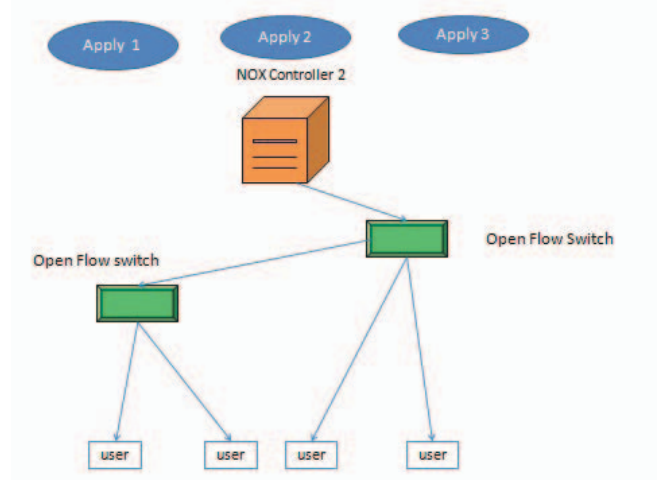 Apply 1
Apply 2
Apply 3
NOX Controller 2
Open Flow Switch
Open Flow switch
user
user
user
user